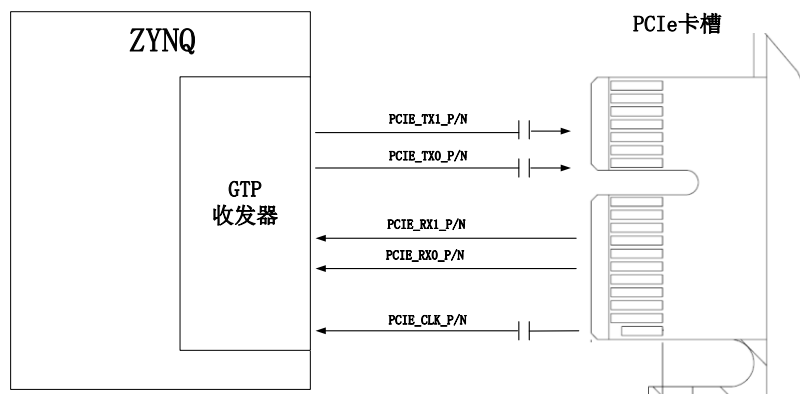 PCIe卡槽
ZYNQ
PCIE_TX1_P/N
PCIE_TX0_P/N
GTP
收发器
PCIE_RX1_P/N
PCIE_RX0_P/N
PCIE_CLK_P/N